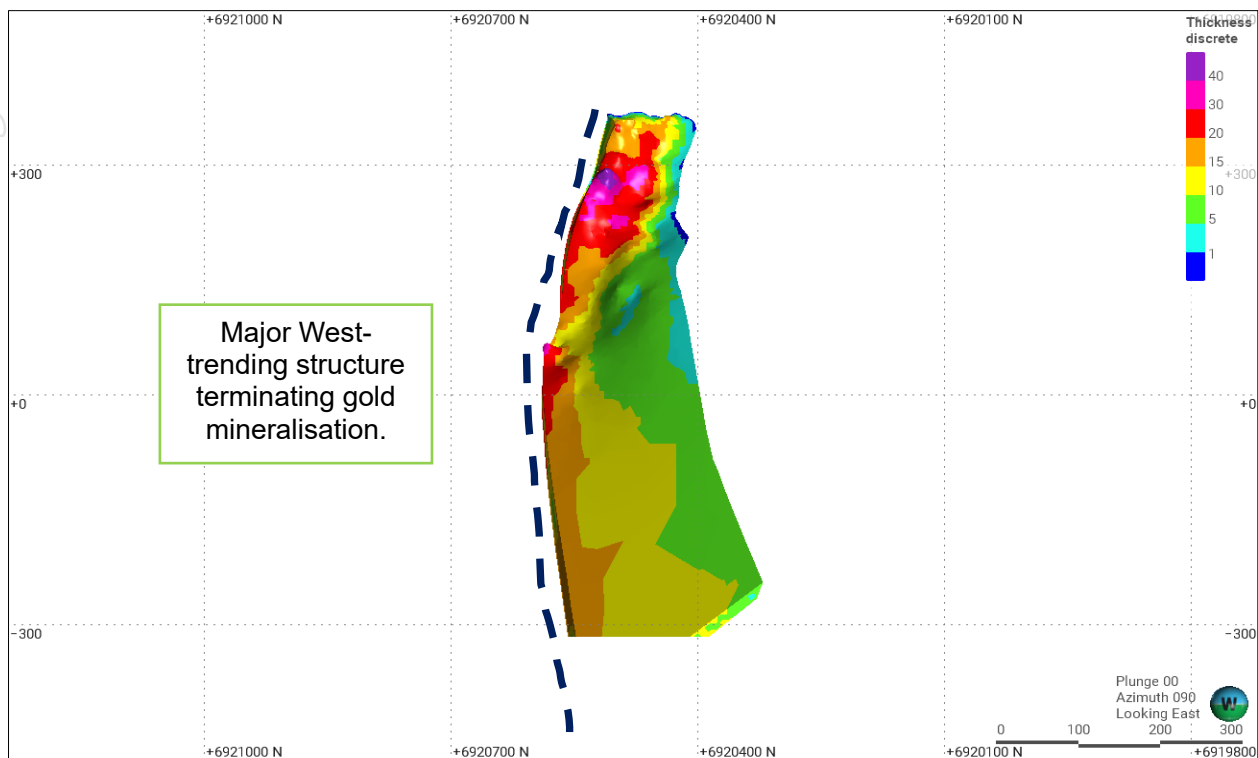 +6921000 N
+6920700 N
+6920400 N
+6920100 N
+6919800
Thickness
discrete
40
30
20
15
10
5
1
+300
+300
Major West-
trending structure
terminating gold
mineralisation.
+0
+0
-300
-300
Plunge 00
Azimuth 090
Looking East
W
0
100
200
300
+6921000 N
+6920700 N
+6920400 N
+6920100 N
+6919800